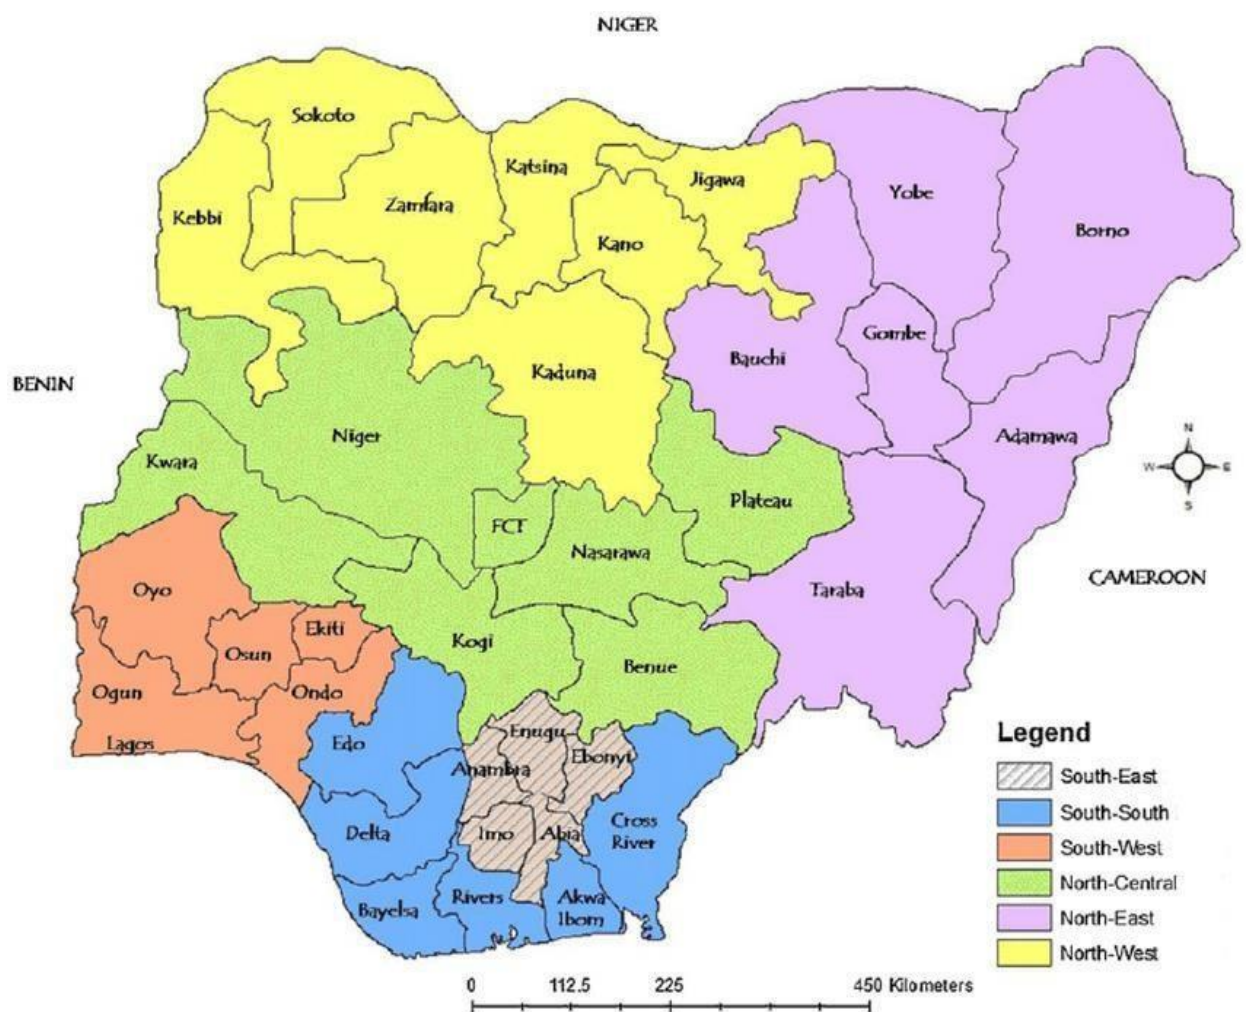 NIGER
Sokoto
Katsina
Jigawa
Kebbi
Zamfara
Kano
Yobe
Borno
BENIN
Kaduna
Bauchi
Gombe
Niger
Adamawa
Kwara
Plateau
FCT
Nasarawa
N
W E
S
CAMEROON
Oyo
Taraba
Ekiti
Osun
Kogi
Benue
Ogun
Ondo
Lagos
Edo
Enugu
Ebonyi
Anambra
Delta
Imo
Abia
Cross
River
Bayelsa
Rivers
Akwa
Ibom
Legend
South-East
South-South
South-West
North-Central
North-East
North-West
0 112.5 225 450 Kilometers